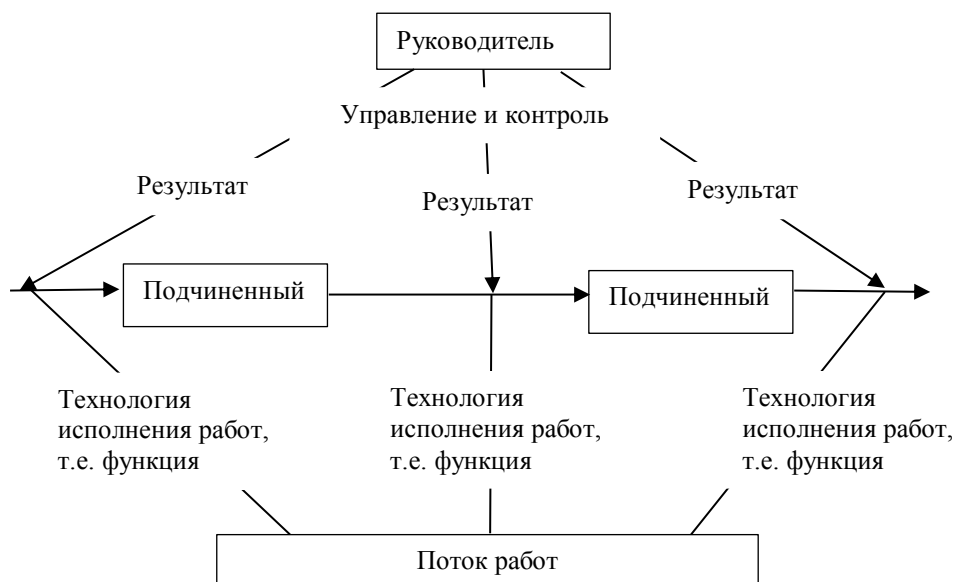 Руководитель
Управление и контроль
Результат
Результат
Результат
Подчиненный
Подчиненный
Технология
исполнения работ,
т.е. функция
Технология
исполнения работ,
т.е. функция
Технология
исполнения работ,
т.е. функция
Поток работ